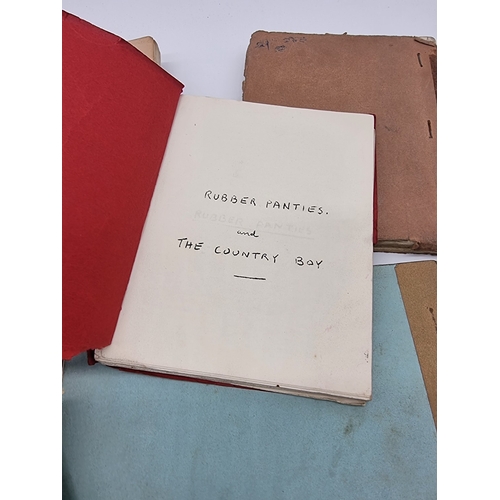 RUBBER PANTIES.
and
THE COUNTRY BOY